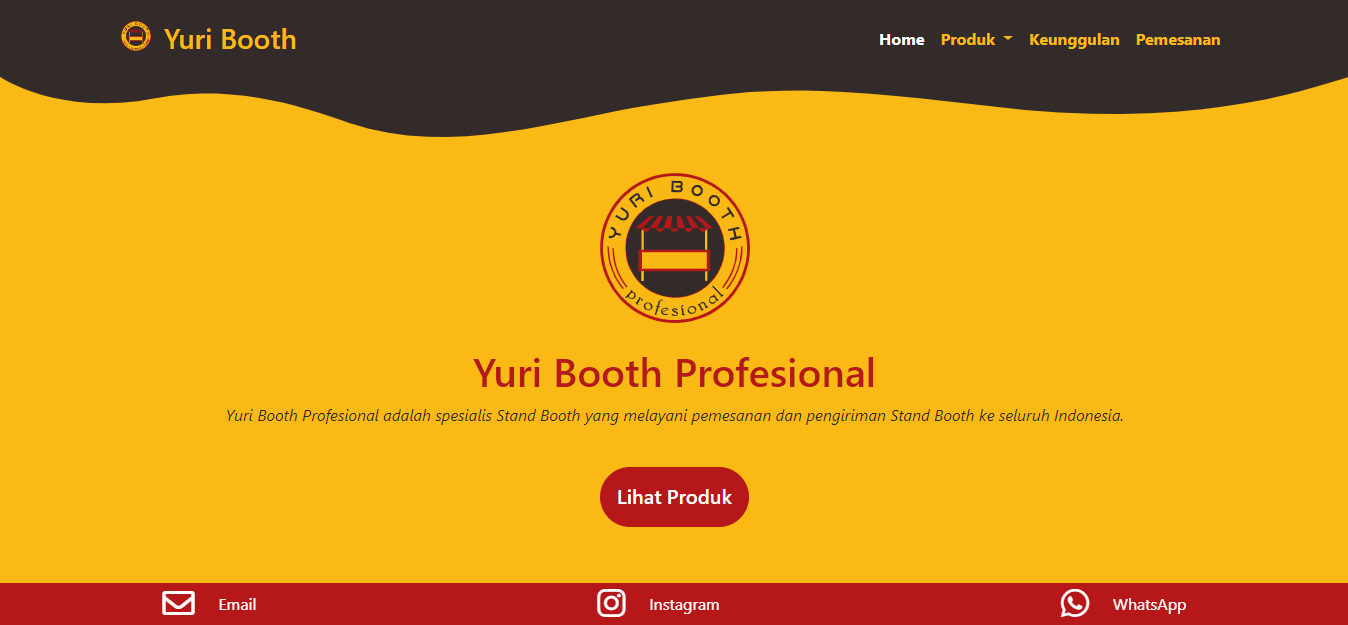 Yuri Booth
Home Produk Keunggulan Pemesanan
YURI BOOTH
profesional
Yuri Booth Profesional
Yuri Booth Profesional adalah spesialis Stand Booth yang melayani pemesanan dan pengiriman Stand Booth ke seluruh Indonesia.
Lihat Produk
Email Instagram WhatsApp